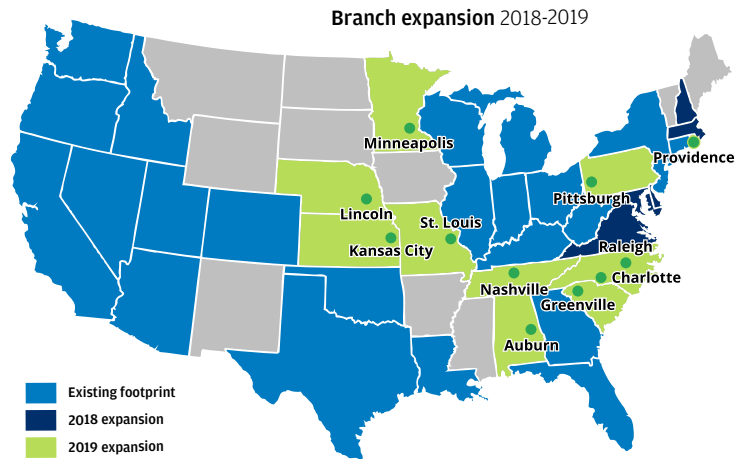 Branch expansion 2018-2019
Minneapolis
Providence
Pittsburgh
Lincoln
St. Louis
Kansas City
Raleigh
Charlotte
Nashville
Greenville
Auburn
Existing footprint
2018 expansion
2019 expansion